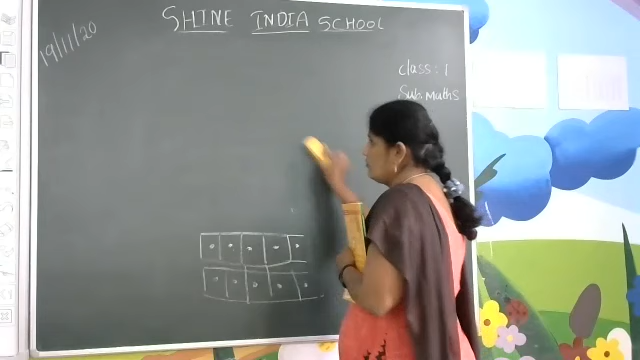 SHINE INDIA SCHOOL
19/11/20
class: 1
Sub: Maths